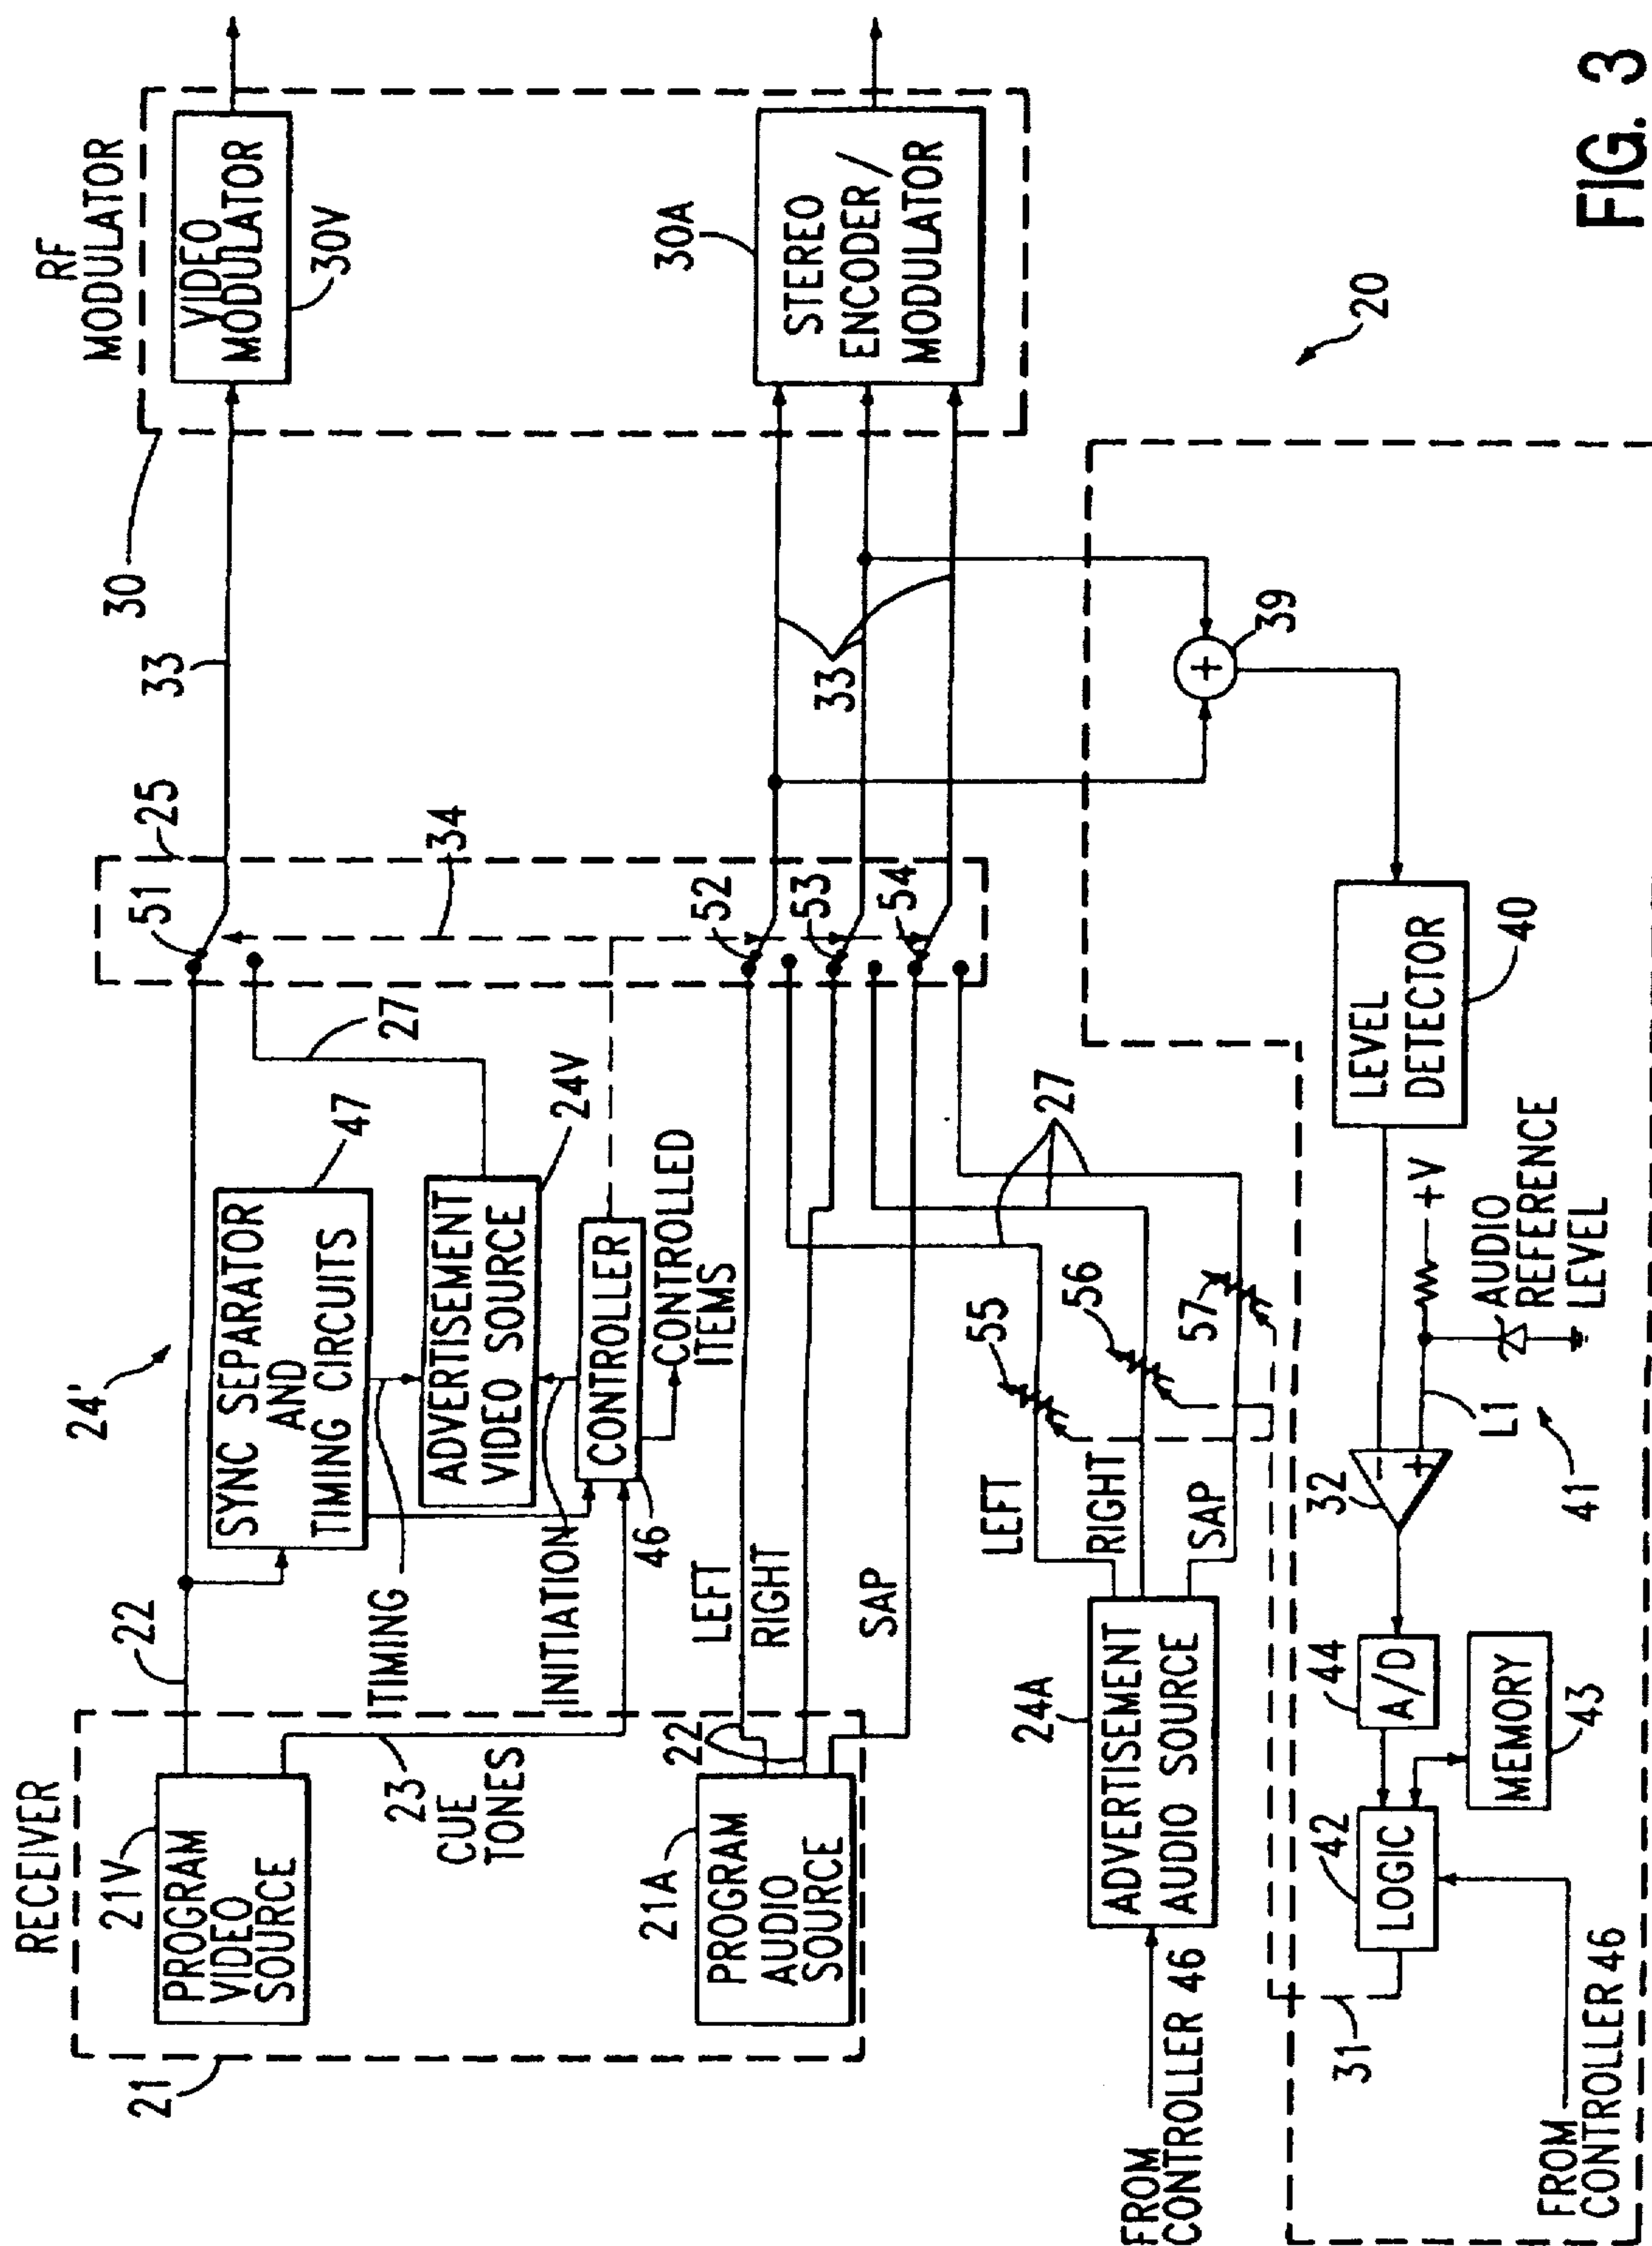 RECEIVER
21
21V
PROGRAM
VIDEO
SOURCE
22
23
CUE
TONES
21A
PROGRAM
AUDIO
SOURCE
22
24'
SYNC SEPARATOR
AND
TIMING CIRCUITS
47
TIMING
ADVERTISEMENT
VIDEO SOURCE
24V
INITIATION
CONTROLLER
46
CONTROLLED
ITEMS
27
LEFT
RIGHT
SAP
25
51
34
52
53
54
33
33
30
RF
MODULATOR
VIDEO
MODULATOR
30V
30A
STEREO
ENCODER/
MODULATOR
FROM
CONTROLLER 46
24A
ADVERTISEMENT
AUDIO SOURCE
LEFT
RIGHT
SAP
55
56
57
27
39
+
20
31
FROM
CONTROLLER 46
42
LOGIC
44
A/D
MEMORY
43
32
−
+
41
L1
+V
AUDIO
REFERENCE
LEVEL
LEVEL
DETECTOR
40
FIG. 3